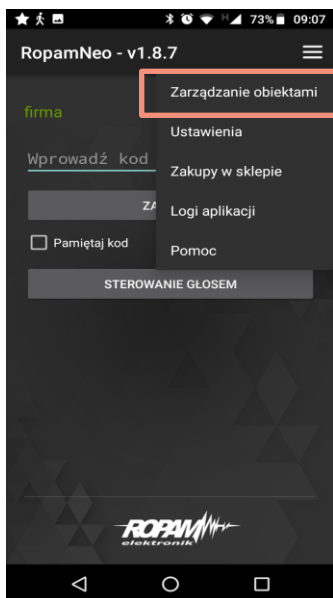 73% 09:07
RopamNeo - v1.8.7
Zarządzanie obiektami
firma
Ustawienia
Wprowadź kod
Zakupy w sklepie
ZA
Logi aplikacji
Pamiętaj kod
Pomoc
STEROWANIE GŁOSEM
ROPAM
elektronik